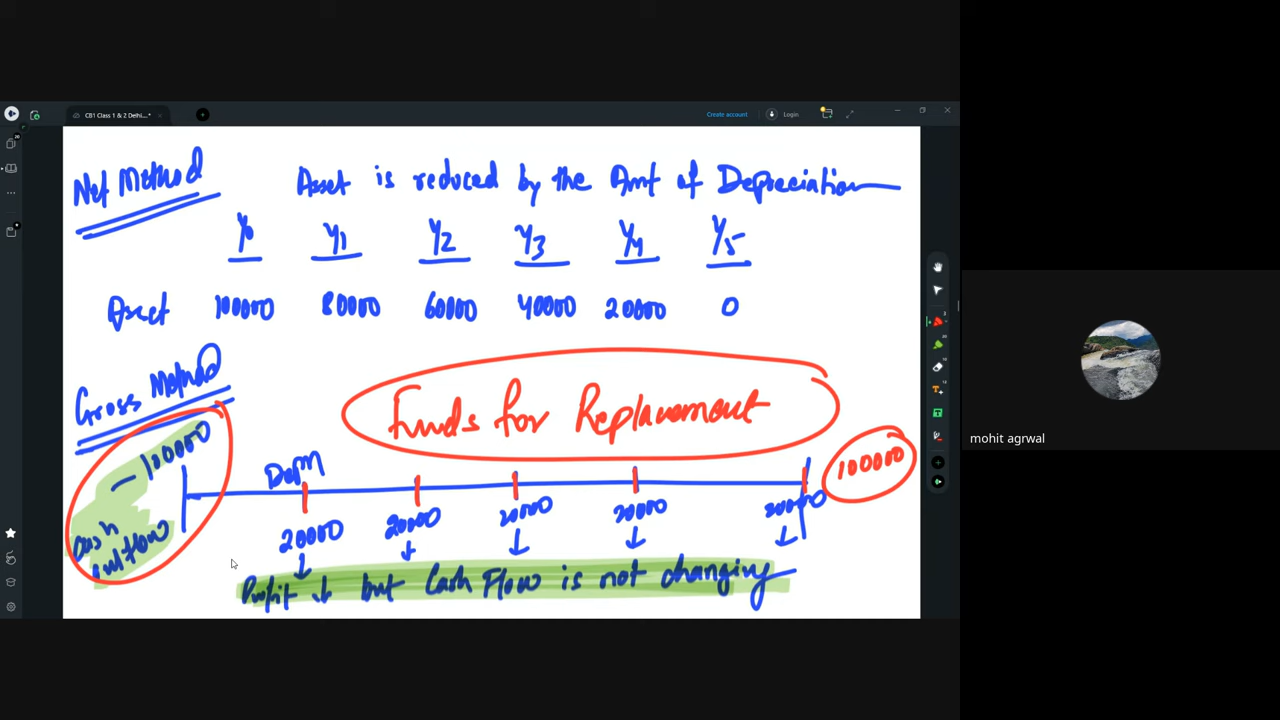 CB1 Class 1 & 2 Delhi...*
Create account
Login
Net Method Asset is reduced by the Amt of Depreciation
Y0 Y1 Y2 Y3 Y4 Y5
Asset 100000 80000 60000 40000 20000 0
Gross Method
Funds for Replacement
- 100000
Depn
100000
20000 20000 20000 20000 20000
Cash outflow
Profit ↓ but Cash Flow is not changing
mohit agrwal